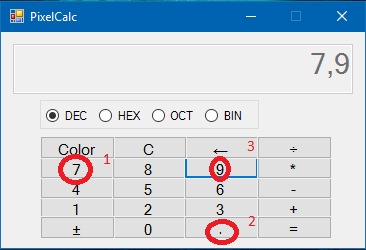 PixelCalc
7,9
DEC HEX OCT BIN
Color C ← ÷
7 1 8 9 3 *
4 5 6 -
1 2 3 +
± 0 . 2 =